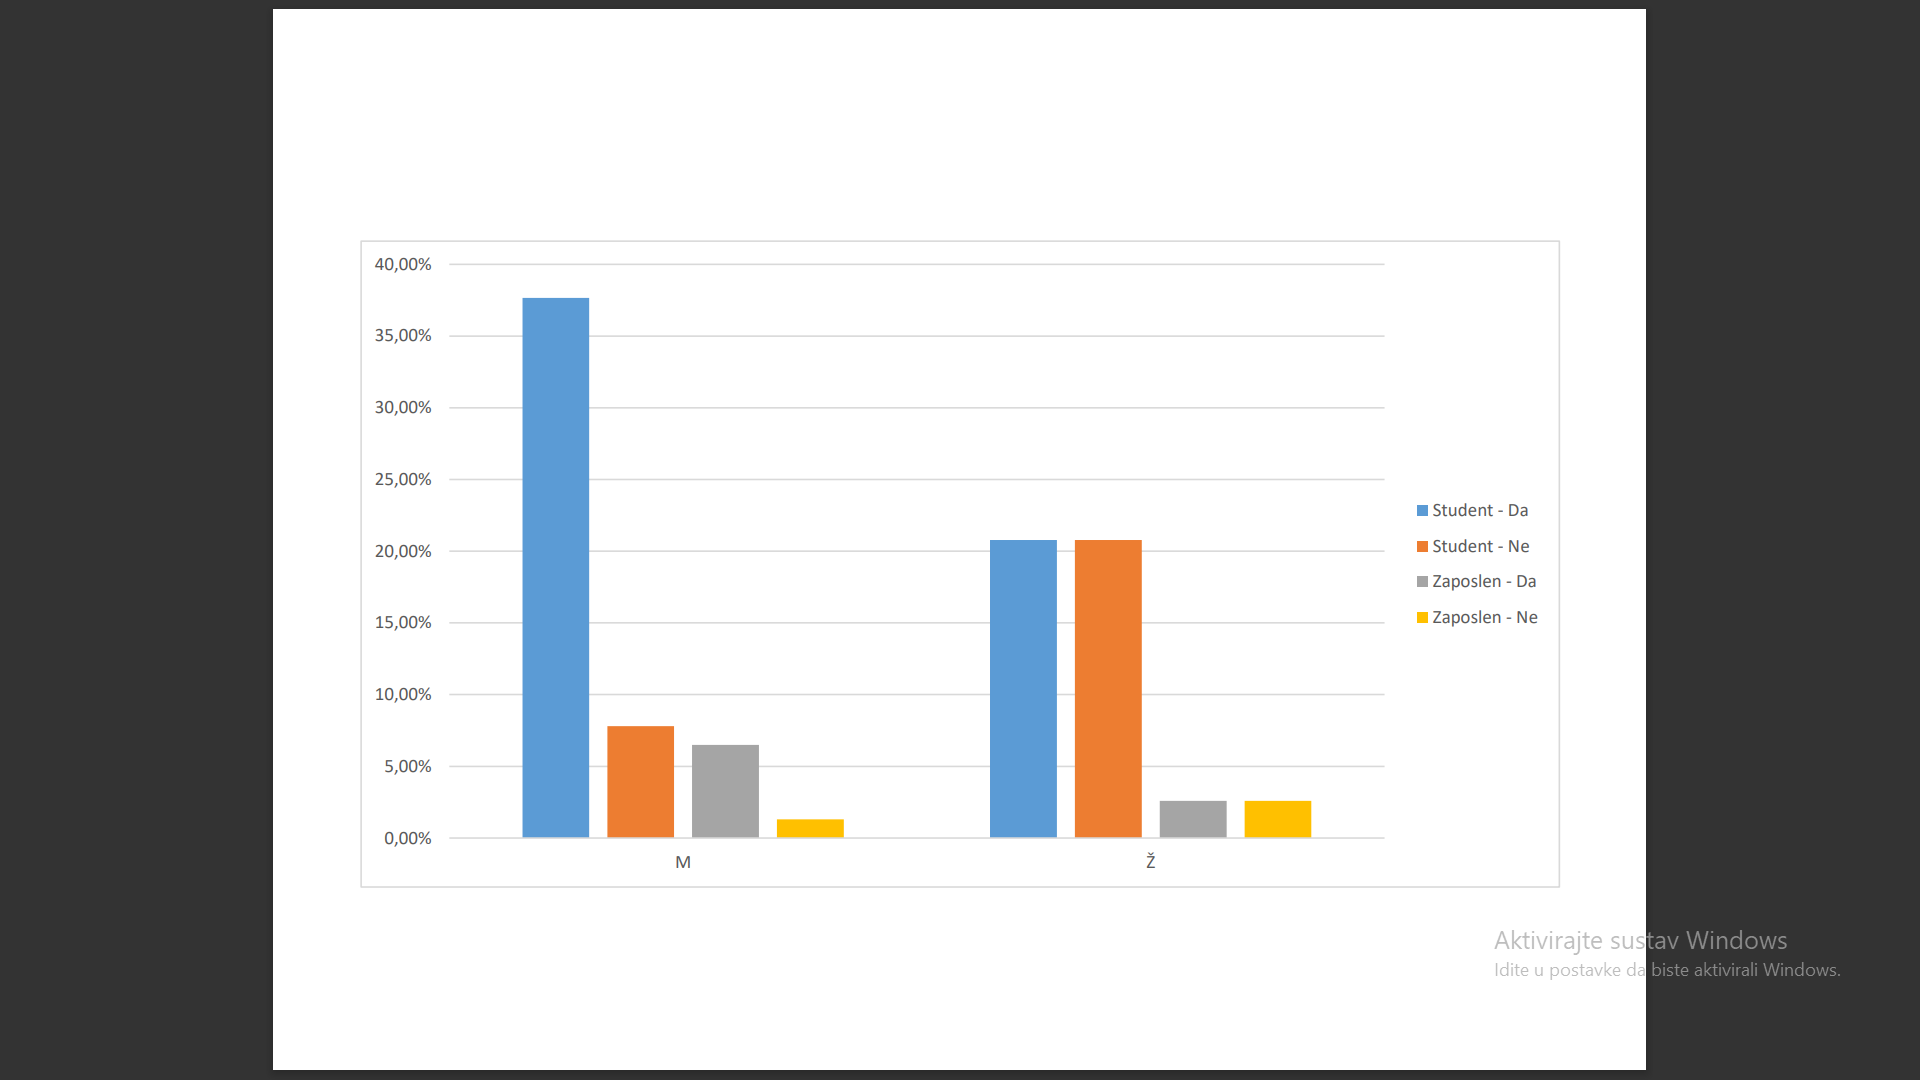 40,00%
35,00%
30,00%
25,00%
20,00%
15,00%
10,00%
5,00%
0,00%
M
Ž
Student - Da
Student - Ne
Zaposlen - Da
Zaposlen - Ne
Aktivirajte sustav Windows
Idite u postavke da biste aktivirali Windows.